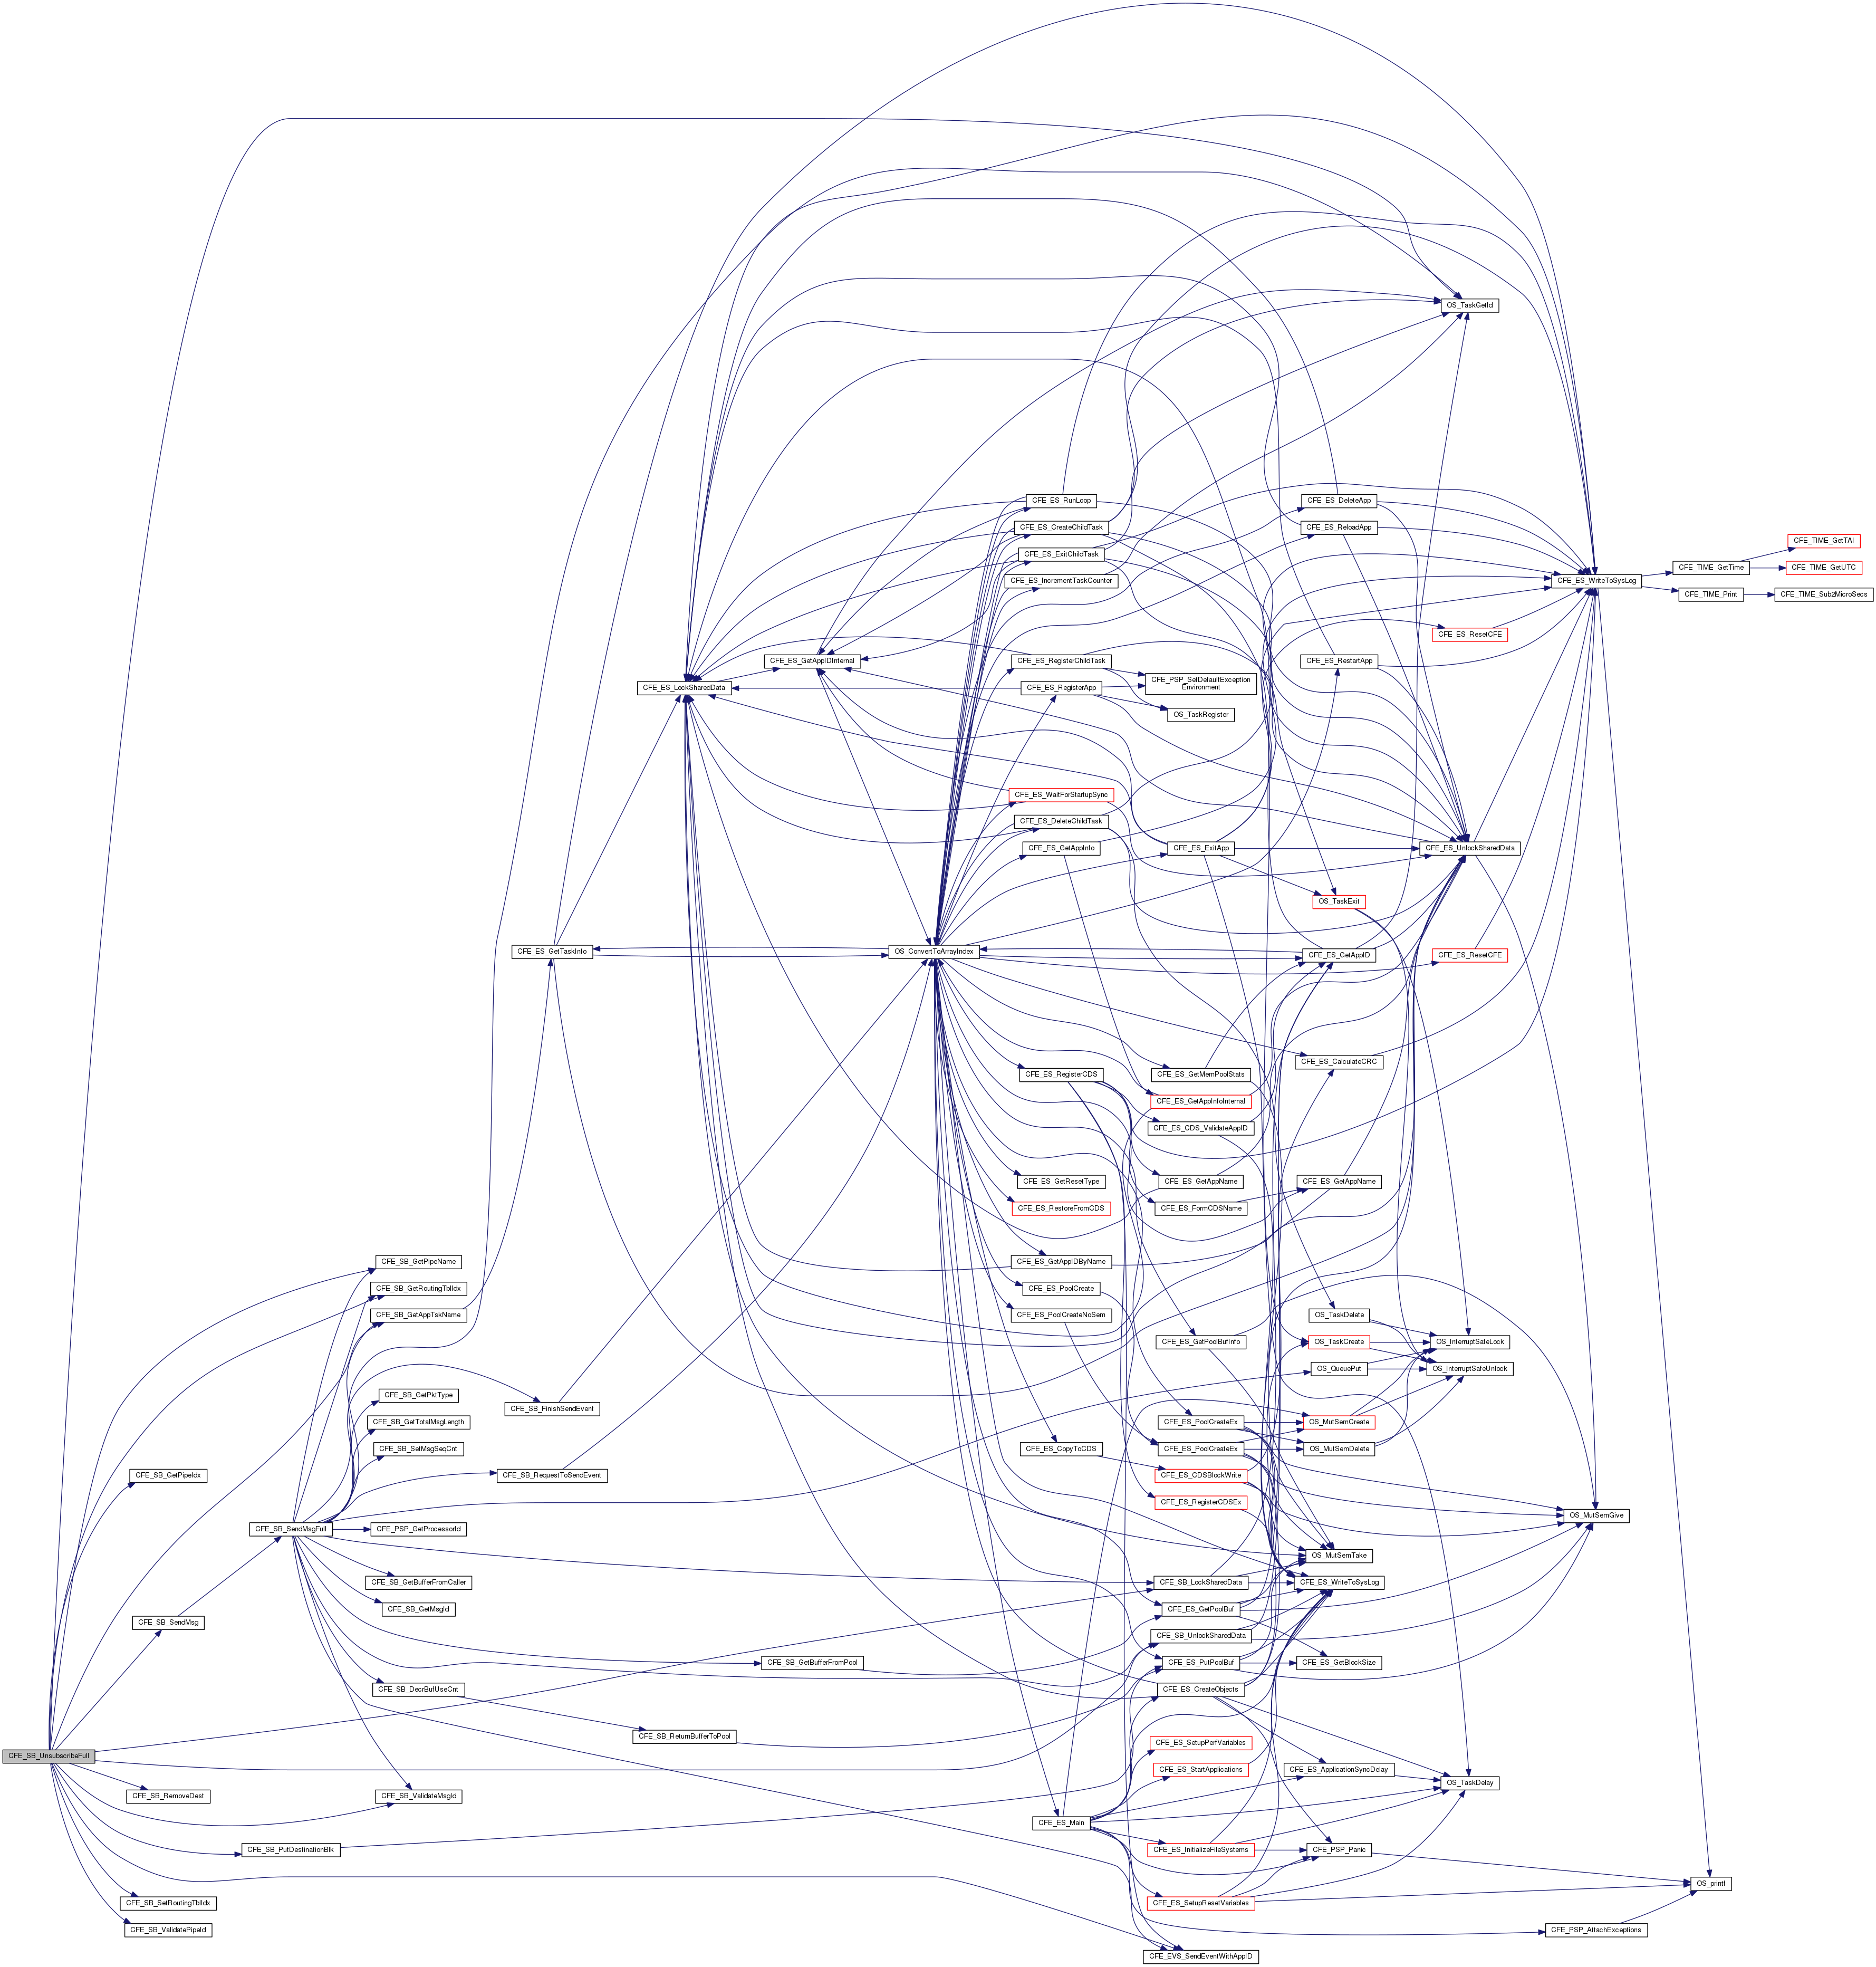 OS_TaskGetId
CFE_ES_RunLoop
CFE_ES_DeleteApp
CFE_ES_CreateChildTask
CFE_ES_ReloadApp
CFE_TIME_GetTAI
CFE_ES_ExitChildTask
CFE_TIME_GetTime
CFE_TIME_GetUTC
CFE_ES_IncrementTaskCounter
CFE_ES_WriteToSysLog
CFE_TIME_Print
CFE_TIME_Sub2MicroSecs
CFE_ES_ResetCFE
CFE_ES_GetAppIDInternal
CFE_ES_RegisterChildTask
CFE_ES_RestartApp
CFE_PSP_SetDefaultException
Environment
CFE_ES_LockSharedData
CFE_ES_RegisterApp
OS_TaskRegister
CFE_ES_WaitForStartupSync
CFE_ES_DeleteChildTask
CFE_ES_GetAppInfo
CFE_ES_ExitApp
CFE_ES_UnlockSharedData
OS_TaskExit
CFE_ES_GetTaskInfo
OS_ConvertToArrayIndex
CFE_ES_GetAppID
CFE_ES_ResetCFE
CFE_ES_CalculateCRC
CFE_ES_RegisterCDS
CFE_ES_GetMemPoolStats
CFE_ES_GetAppInfoInternal
CFE_ES_CDS_ValidateAppID
CFE_ES_GetResetType
CFE_ES_GetAppName
CFE_ES_GetAppName
CFE_ES_RestoreFromCDS
CFE_ES_FormCDSName
CFE_SB_GetPipeName
CFE_ES_GetAppIDByName
CFE_SB_GetRoutingTblIdx
CFE_ES_PoolCreate
CFE_SB_GetAppTskName
CFE_ES_PoolCreateNoSem
OS_TaskDelete
CFE_ES_GetPoolBufInfo
OS_TaskCreate
OS_InterruptSafeLock
OS_QueuePut
OS_InterruptSafeUnlock
CFE_SB_GetPktType
CFE_SB_FinishSendEvent
CFE_SB_GetTotalMsgLength
CFE_ES_PoolCreateEx
OS_MutSemCreate
CFE_SB_SetMsgSeqCnt
CFE_ES_CopyToCDS
CFE_ES_PoolCreateEx
OS_MutSemDelete
CFE_SB_GetPipeIdx
CFE_SB_RequestToSendEvent
CFE_ES_CDSBlockWrite
CFE_ES_RegisterCDSEx
OS_MutSemGive
CFE_SB_SendMsgFull
CFE_PSP_GetProcessorId
OS_MutSemTake
CFE_SB_GetBufferFromCaller
CFE_SB_LockSharedData
CFE_ES_WriteToSysLog
CFE_SB_GetMsgId
CFE_ES_GetPoolBuf
CFE_SB_SendMsg
CFE_SB_UnlockSharedData
CFE_SB_GetBufferFromPool
CFE_ES_PutPoolBuf
CFE_ES_GetBlockSize
CFE_SB_DecrBufUseCnt
CFE_ES_CreateObjects
CFE_SB_ReturnBufferToPool
CFE_ES_SetupPerfVariables
CFE_SB_UnsubscribeFull
CFE_ES_StartApplications
CFE_ES_ApplicationSyncDelay
OS_TaskDelay
CFE_SB_RemoveDest
CFE_SB_ValidateMsgId
CFE_ES_Main
CFE_SB_PutDestinationBlk
CFE_ES_InitializeFileSystems
CFE_PSP_Panic
OS_printf
CFE_SB_SetRoutingTblIdx
CFE_ES_SetupResetVariables
CFE_SB_ValidatePipeId
CFE_PSP_AttachExceptions
CFE_EVS_SendEventWithAppID